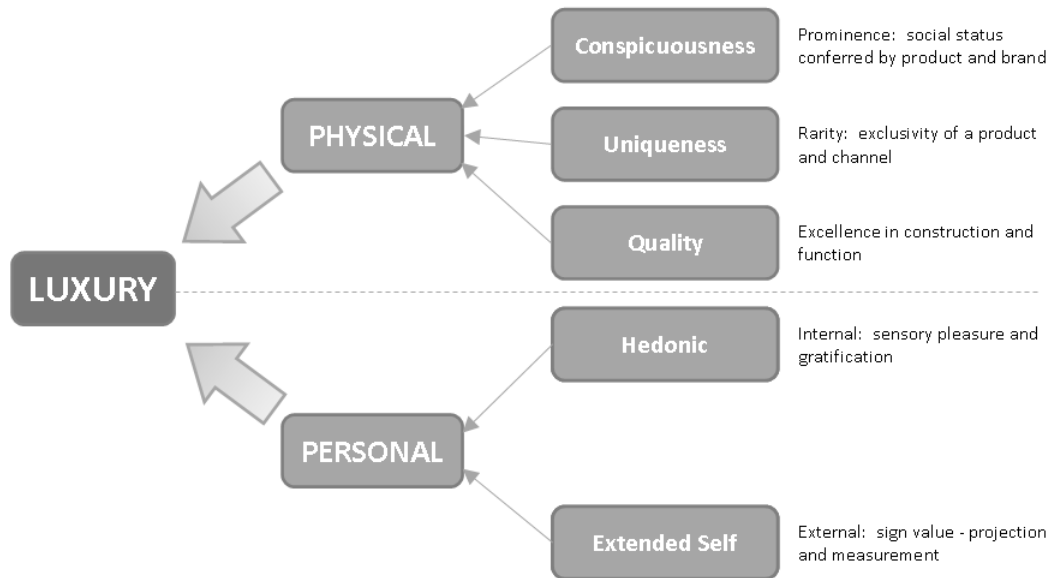 Conspicuousness
Prominence:  social status
conferred by product and brand
PHYSICAL
Uniqueness
Rarity:  exclusivity of a product
and channel
Quality
Excellence in construction and
function
LUXURY
Hedonic
Internal:  sensory pleasure and
gratification
PERSONAL
Extended Self
External:  sign value - projection
and measurement